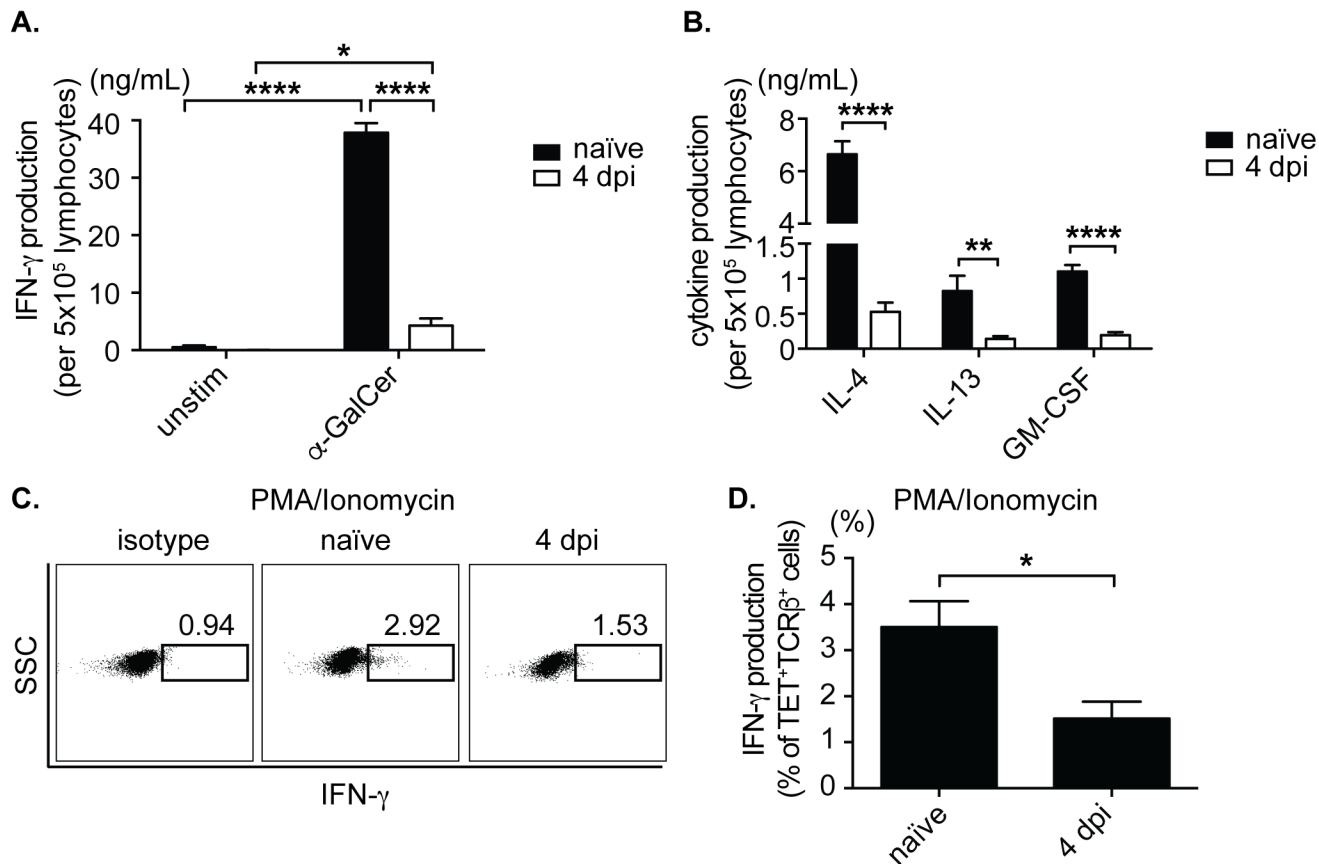 A.
*
(ng/mL)
**** ****
IFN-γ production
(per 5x10⁵ lymphocytes)
40
30
20
10
0
unstim
α-GalCer
naïve
4 dpi
B.
(ng/mL)
****
**
****
cytokine production
(per 5x10⁵ lymphocytes)
8
6
4
1.5
1
0.5
0
IL-4
IL-13
GM-CSF
naïve
4 dpi
C.
PMA/Ionomycin
isotype naïve 4 dpi
0.94 2.92 1.53
SSC
IFN-γ
D.
PMA/Ionomycin
(%)
*
IFN-γ production
(% of TET⁺TCRβ⁺ cells)
5
4
3
2
1
0
naïve
4 dpi